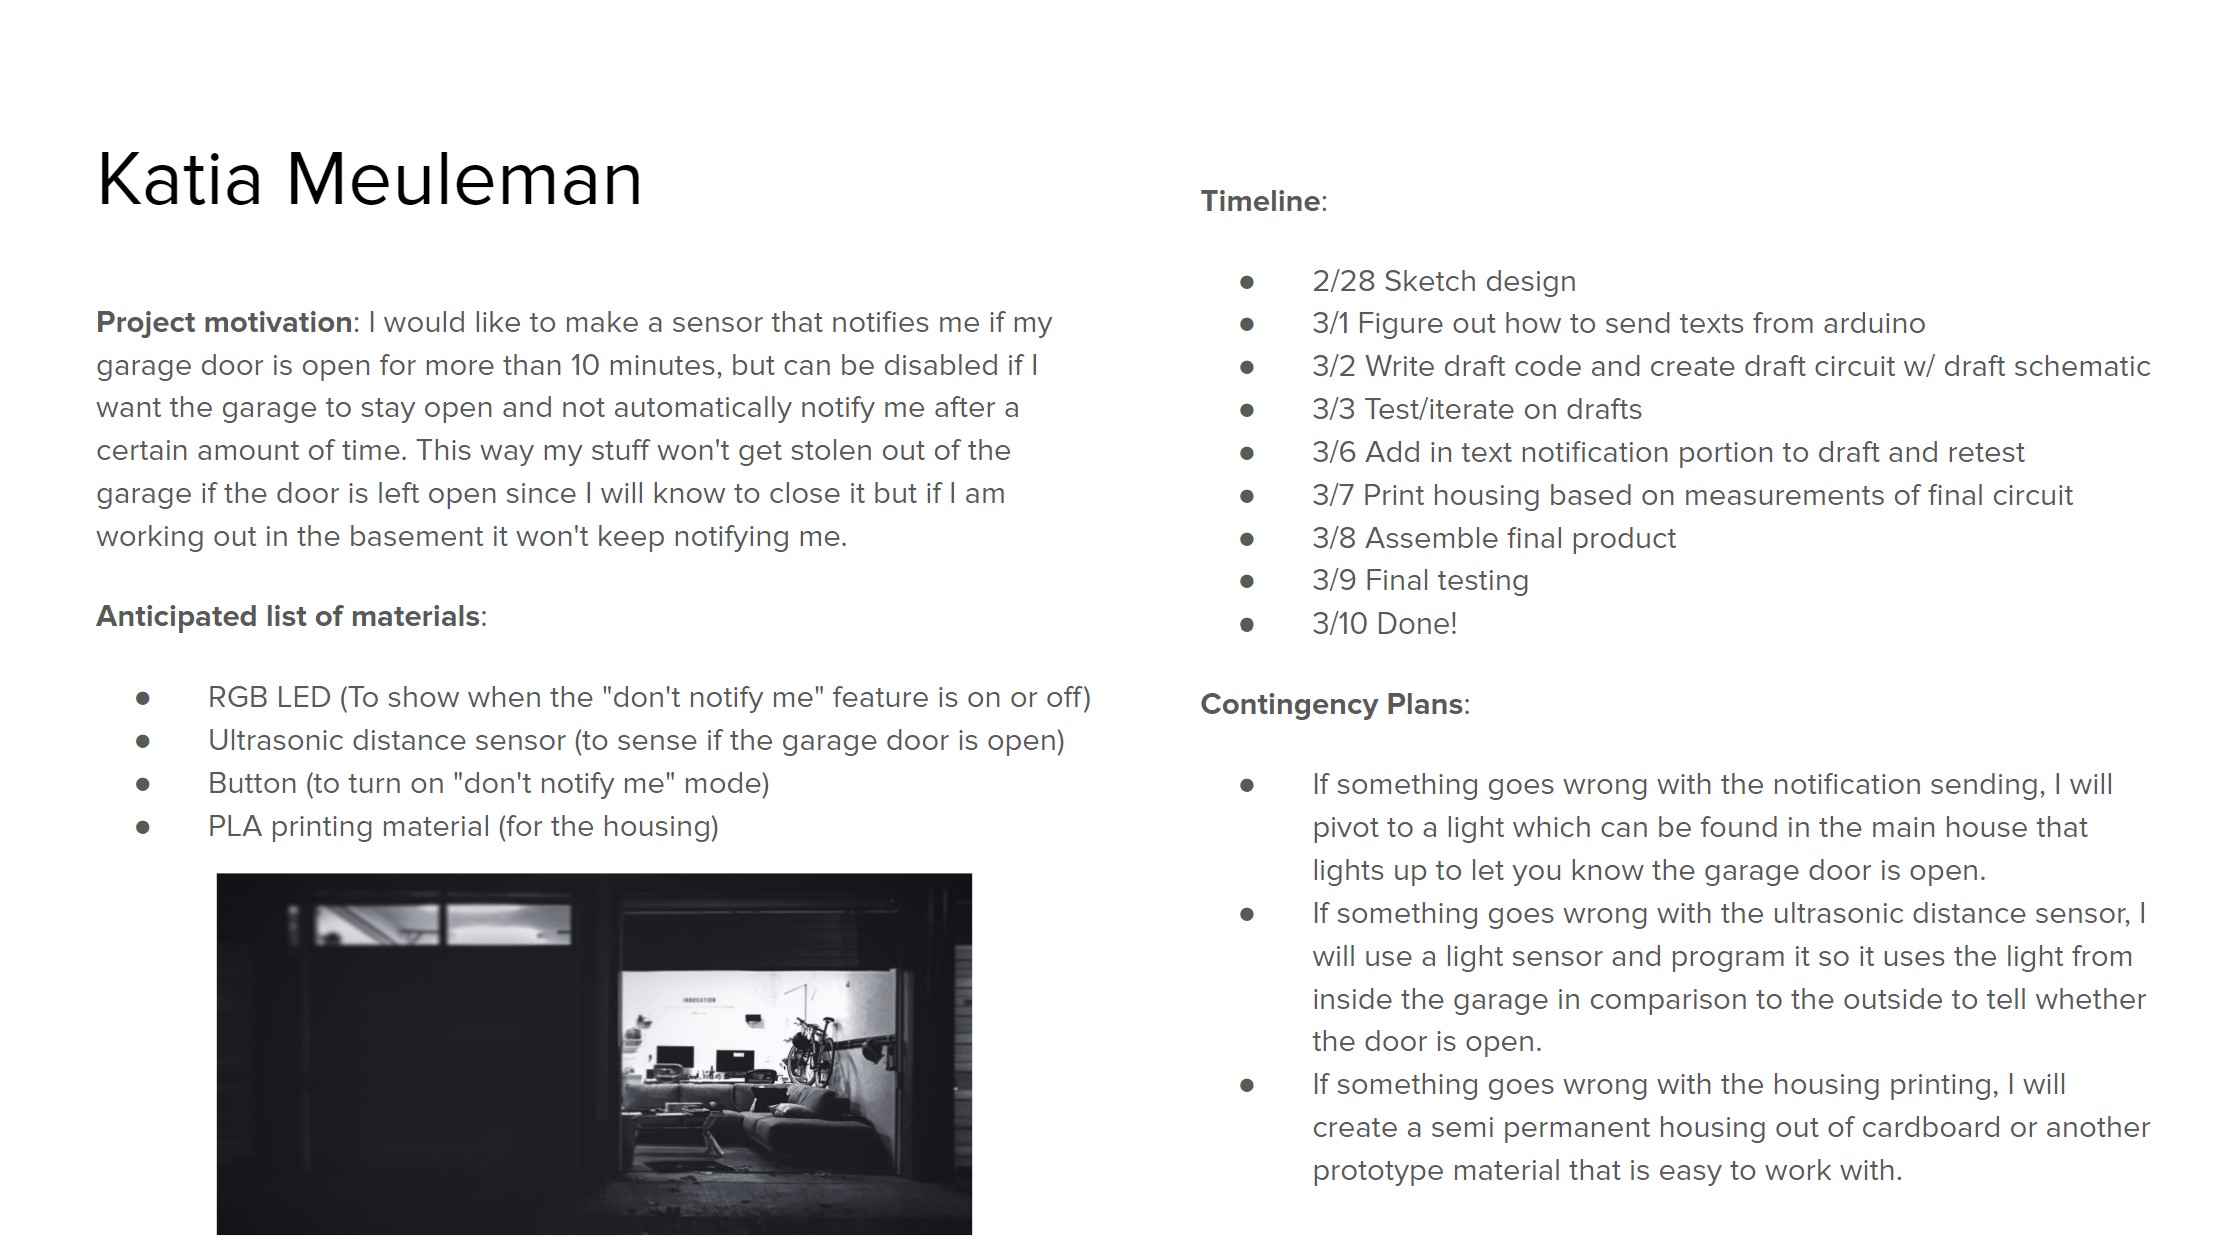 Katia Meuleman
Project motivation: I would like to make a sensor that notifies me if my
garage door is open for more than 10 minutes, but can be disabled if I
want the garage to stay open and not automatically notify me after a
certain amount of time. This way my stuff won't get stolen out of the
garage if the door is left open since I will know to close it but if I am
working out in the basement it won't keep notifying me.
Anticipated list of materials:
● RGB LED (To show when the "don't notify me" feature is on or off)
● Ultrasonic distance sensor (to sense if the garage door is open)
● Button (to turn on "don't notify me" mode)
● PLA printing material (for the housing)
INNOVATION
Timeline:
● 2/28 Sketch design
● 3/1 Figure out how to send texts from arduino
● 3/2 Write draft code and create draft circuit w/ draft schematic
● 3/3 Test/iterate on drafts
● 3/6 Add in text notification portion to draft and retest
● 3/7 Print housing based on measurements of final circuit
● 3/8 Assemble final product
● 3/9 Final testing
● 3/10 Done!
Contingency Plans:
● If something goes wrong with the notification sending, I will
pivot to a light which can be found in the main house that
lights up to let you know the garage door is open.
● If something goes wrong with the ultrasonic distance sensor, I
will use a light sensor and program it so it uses the light from
inside the garage in comparison to the outside to tell whether
the door is open.
● If something goes wrong with the housing printing, I will
create a semi permanent housing out of cardboard or another
prototype material that is easy to work with.